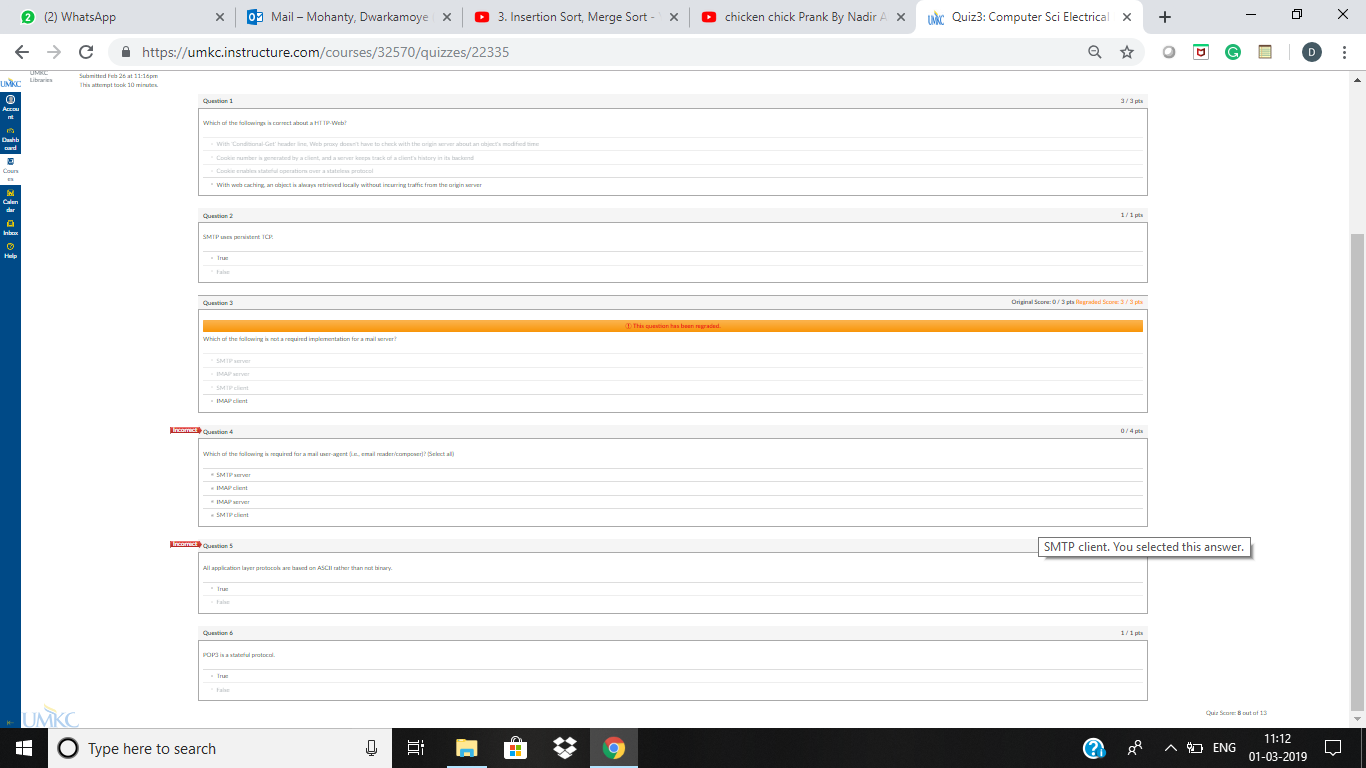 (2) WhatsApp
Mail – Mohanty, Dwarkamoye
3. Insertion Sort, Merge Sort -
chicken chick Prank By Nadir A
Quiz3: Computer Sci Electrical
https://umkc.instructure.com/courses/32570/quizzes/22335
D
UMKC
Libraries
Submitted Feb 26 at 11:16pm
This attempt took 10 minutes.
UMKC
Accou
nt
Dashb
oard
Cours
es
Calen
dar
Inbox
Help
Question 1 3 / 3 pts
Which of the followings is correct about a HTTP-Web?
With 'Conditional-Get' header line, Web proxy doesn't have to check with the origin server about an object's modified time
Cookie number is generated by a client, and a server keeps track of a client's history in its backend
Cookie enables stateful operations over a stateless protocol
With web caching, an object is always retrieved locally without incurring traffic from the origin server
Question 2 1 / 1 pts
SMTP uses persistent TCP.
True
False
Question 3 Original Score: 0 / 3 pts Regraded Score: 3 / 3 pts
This question has been regraded.
Which of the following is not a required implementation for a mail server?
SMTP server
IMAP server
SMTP client
IMAP client
Incorrect Question 4 0 / 4 pts
Which of the following is required for a mail user-agent (i.e., email reader/composer)? (Select all)
SMTP server
IMAP client
IMAP server
SMTP client
Incorrect Question 5
SMTP client. You selected this answer.
All application layer protocols are based on ASCII rather than not binary.
True
False
Question 6 1 / 1 pts
POP3 is a stateful protocol.
True
False
UMKC
Quiz Score: 8 out of 13
Type here to search
ENG
11:12
01-03-2019